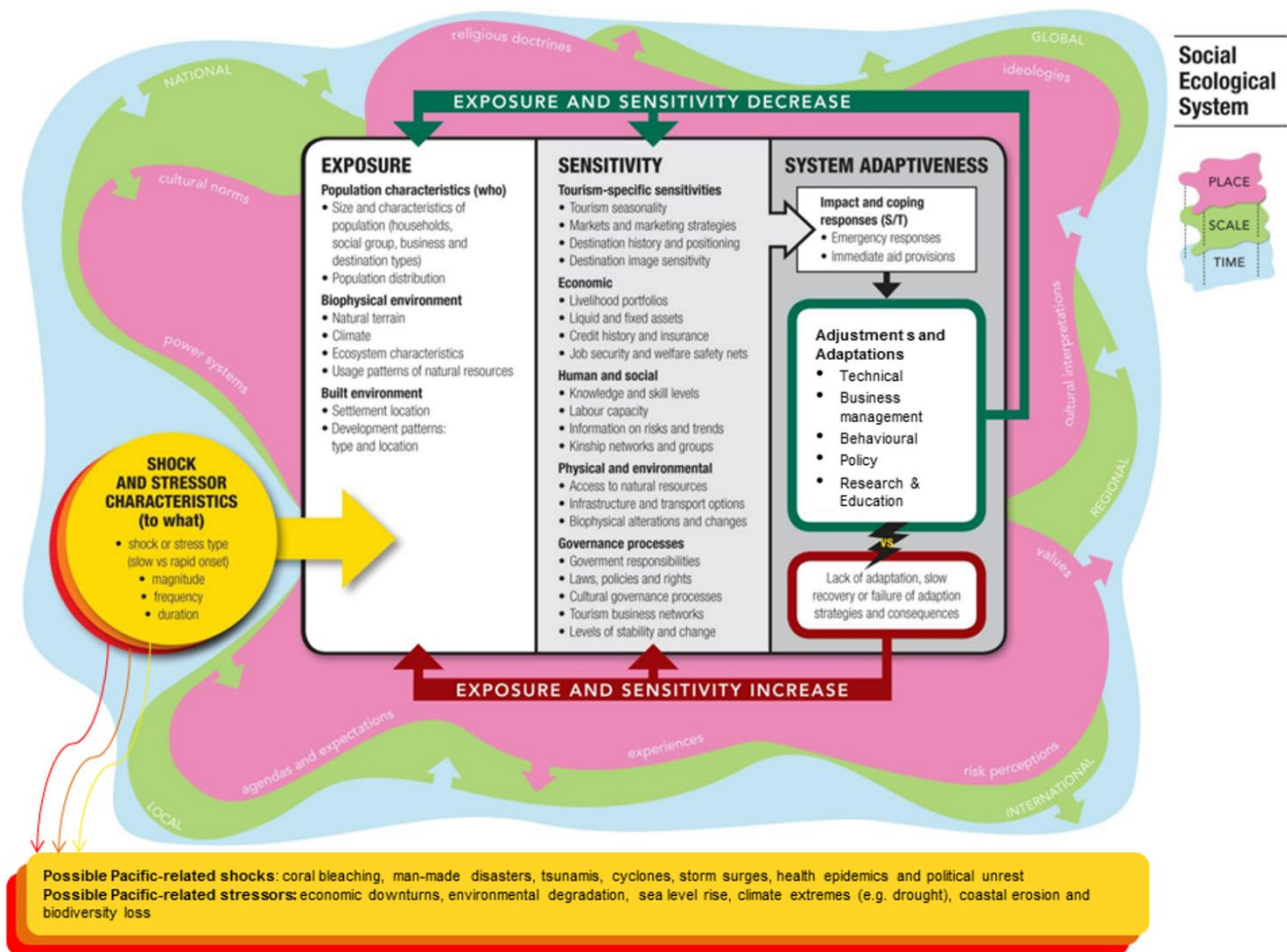 religious doctrines
GLOBAL
NATIONAL
ideologies
Social
Ecological
System
EXPOSURE AND SENSITIVITY DECREASE
PLACE
SCALE
TIME
cultural norms
power systems
EXPOSURE
Population characteristics (who)
• Size and characteristics of
population (households,
social group, business and
destination types)
• Population distribution
Biophysical environment
• Natural terrain
• Climate
• Ecosystem characteristics
• Usage patterns of natural resources
Built environment
• Settlement location
• Development patterns:
type and location
SENSITIVITY
Tourism-specific sensitivities
• Tourism seasonality
• Markets and marketing strategies
• Destination history and positioning
• Destination image sensitivity
Economic
• Livelihood portfolios
• Liquid and fixed assets
• Credit history and insurance
• Job security and welfare safety nets
Human and social
• Knowledge and skill levels
• Labour capacity
• Information on risks and trends
• Kinship networks and groups
Physical and environmental
• Access to natural resources
• Infrastructure and transport options
• Biophysical alterations and changes
Governance processes
• Goverment responsibilities
• Laws, policies and rights
• Cultural governance processes
• Tourism business networks
• Levels of stability and change
SYSTEM ADAPTIVENESS
Impact and coping
responses (S/T)
• Emergency responses
• Immediate aid provisions
Adjustment s and
Adaptations
• Technical
• Business
management
• Behavioural
• Policy
• Research &
Education
vs
Lack of adaptation, slow
recovery or failure of adaption
strategies and consequences
cultural interpretations
REGIONAL
values
SHOCK
AND STRESSOR
CHARACTERISTICS
(to what)
• shock or stress type
(slow vs rapid onset)
• magnitude
• frequency
• duration
EXPOSURE AND SENSITIVITY INCREASE
agendas and expectations
experiences
risk perceptions
LOCAL
INTERNATIONAL
Possible Pacific-related shocks: coral bleaching, man-made disasters, tsunamis, cyclones, storm surges, health epidemics and political unrest
Possible Pacific-related stressors: economic downturns, environmental degradation, sea level rise, climate extremes (e.g. drought), coastal erosion and
biodiversity loss